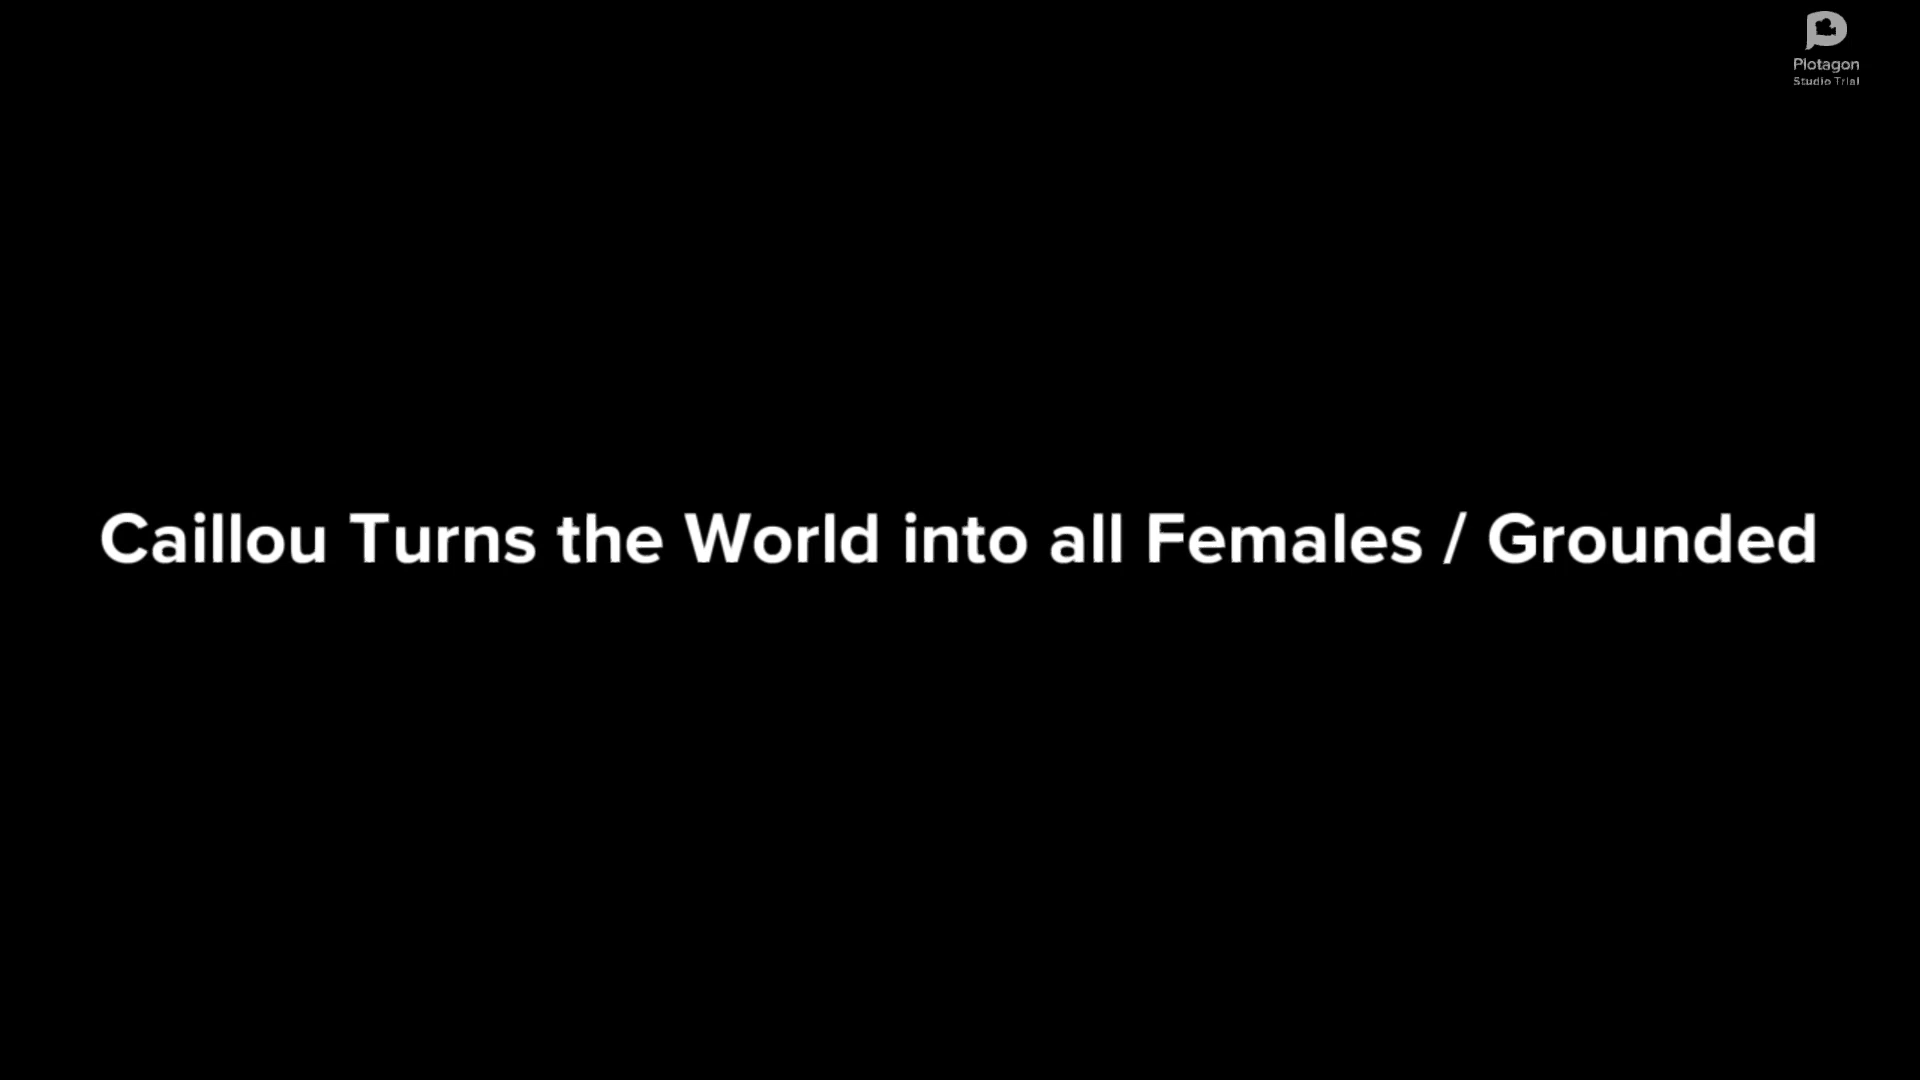 Plotagon
Studio Trial
Caillou Turns the World into all Females / Grounded